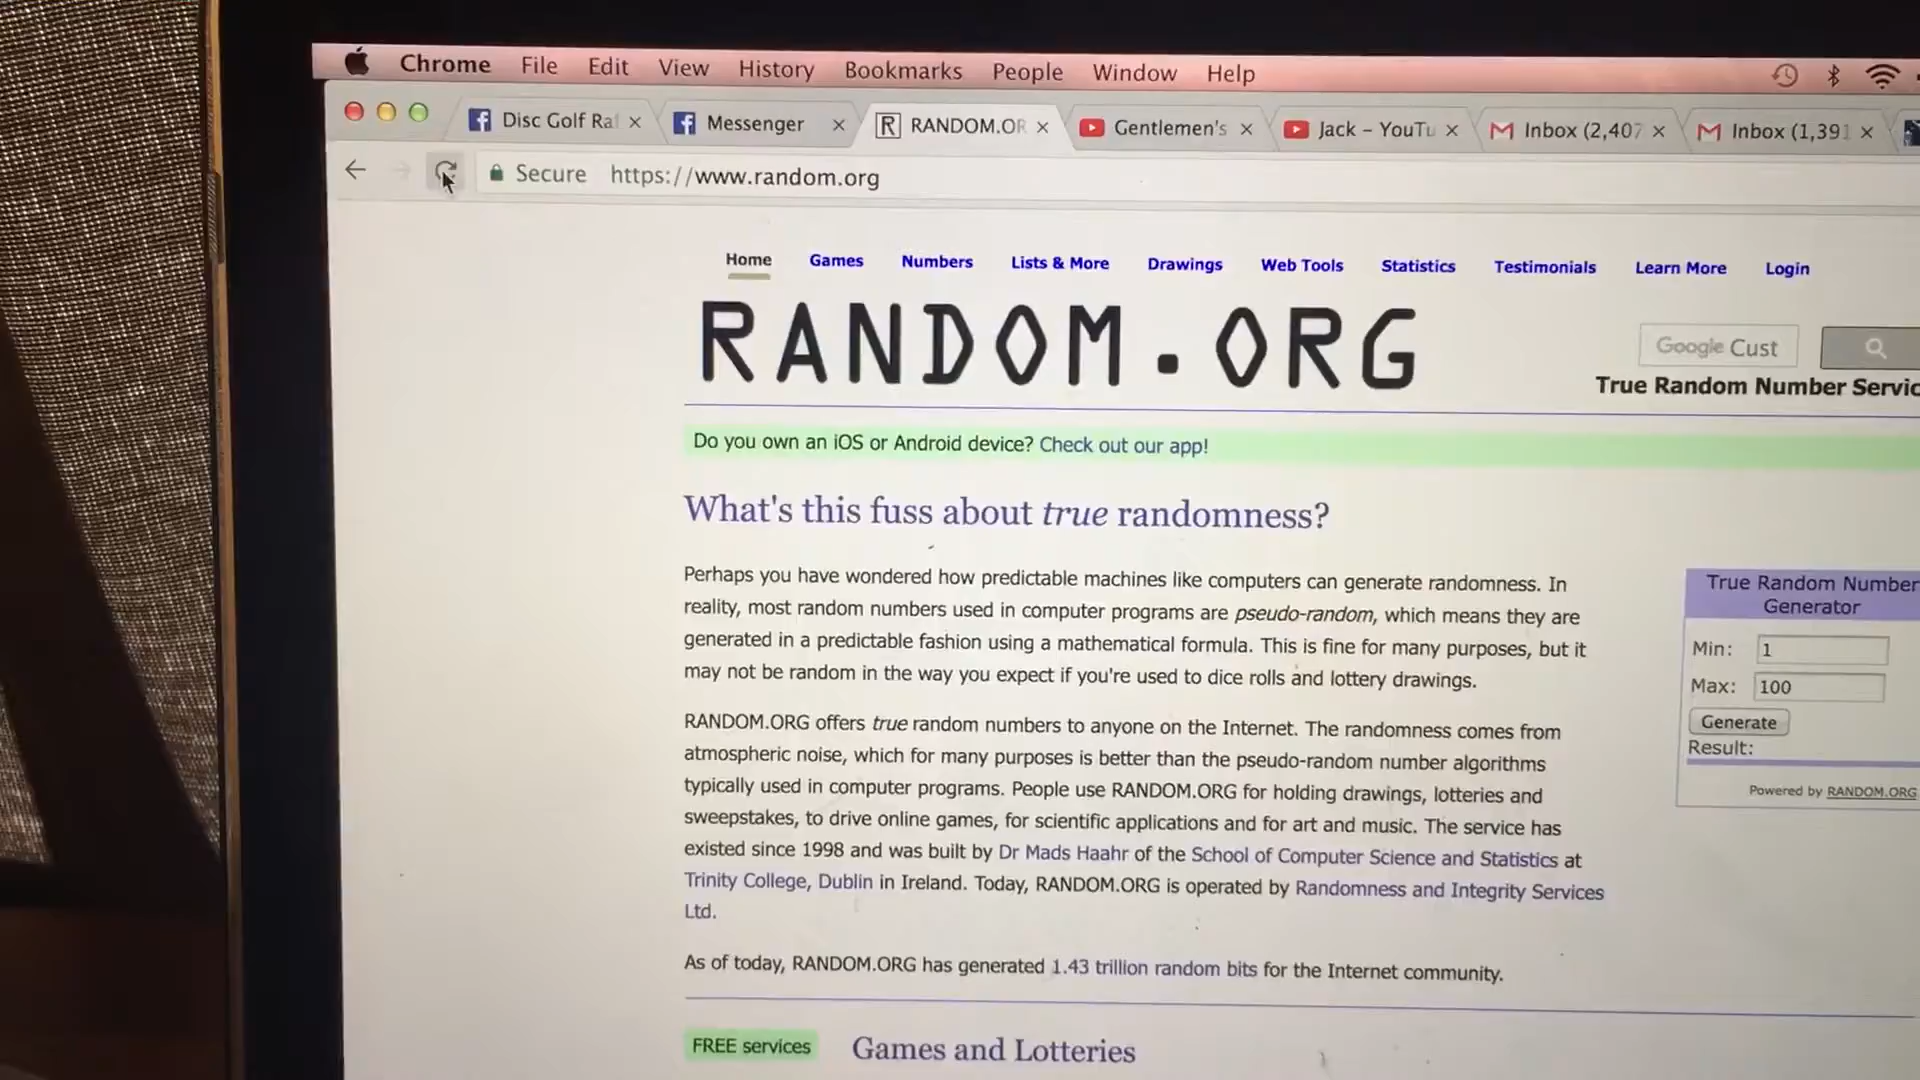 Chrome File Edit View History Bookmarks People Window Help
Disc Golf Ra Messenger RANDOM.OR Gentlemen's Jack - YouTu Inbox (2,407 Inbox (1,391
Secure https://www.random.org
Home Games Numbers Lists & More Drawings Web Tools Statistics Testimonials Learn More Login
RANDOM.ORG
Google Cust
True Random Number Servic
Do you own an iOS or Android device? Check out our app!
What's this fuss about true randomness?
Perhaps you have wondered how predictable machines like computers can generate randomness. In
reality, most random numbers used in computer programs are pseudo-random, which means they are
generated in a predictable fashion using a mathematical formula. This is fine for many purposes, but it
may not be random in the way you expect if you're used to dice rolls and lottery drawings.
RANDOM.ORG offers true random numbers to anyone on the Internet. The randomness comes from
atmospheric noise, which for many purposes is better than the pseudo-random number algorithms
typically used in computer programs. People use RANDOM.ORG for holding drawings, lotteries and
sweepstakes, to drive online games, for scientific applications and for art and music. The service has
existed since 1998 and was built by Dr Mads Haahr of the School of Computer Science and Statistics at
Trinity College, Dublin in Ireland. Today, RANDOM.ORG is operated by Randomness and Integrity Services
Ltd.
As of today, RANDOM.ORG has generated 1.43 trillion random bits for the Internet community.
True Random Number
Generator
Min: 1
Max: 100
Generate
Result:
Powered by RANDOM.ORG
FREE services Games and Lotteries